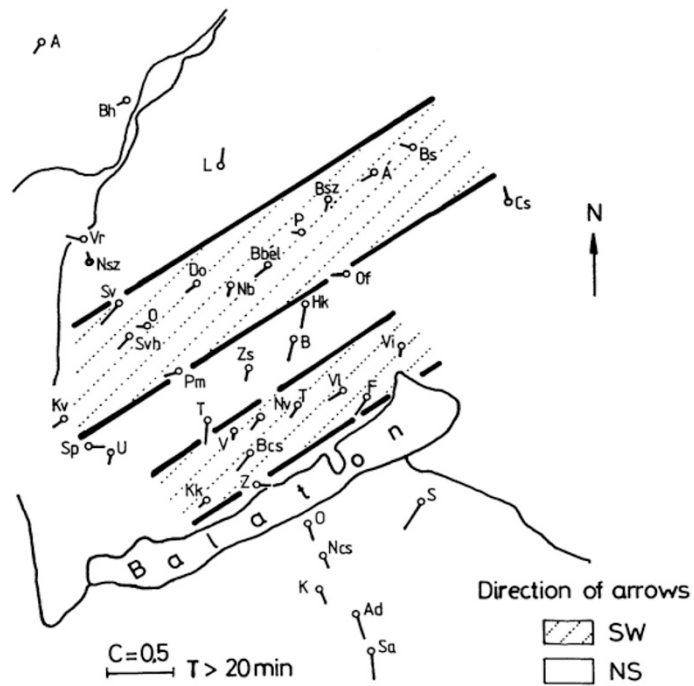 A
Bh
L
Bs
Á
Bsz
Cs
N
P
Vr
Nsz
Bbél
Do
Nb
Of
Sv
O
Svh
Hk
B
Zs
Vi
Pm
Vl
F
Kv
T
Nv
T
V
Sp
U
Bcs
Z
Kk
Balaton
S
O
Ncs
K
Ad
Sa
Direction of arrows
SW
NS
C=0.5
T > 20 min